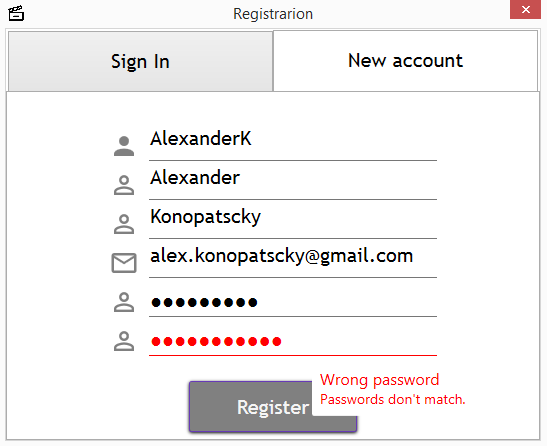 Registrarion
Sign In
New account
AlexanderK
Alexander
Konopatscky
alex.konopatscky@gmail.com
●●●●●●●●●
●●●●●●●●●●●
Wrong password
Passwords don't match.
Register